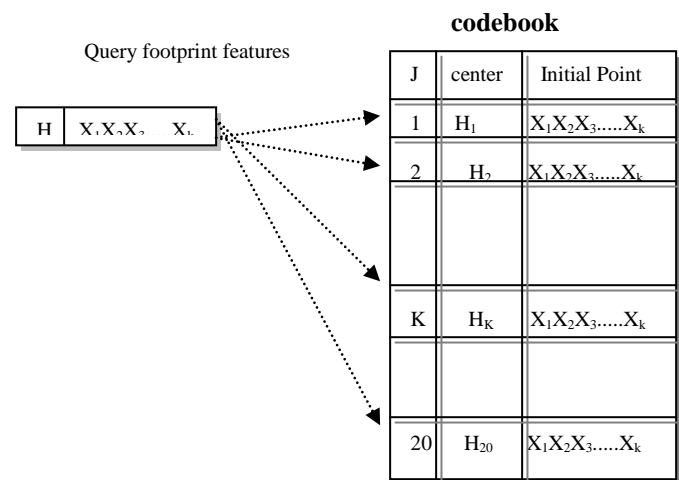 codebook
Query footprint features
J center Initial Point
H X₁X₂X₃.... Xₖ
1 H₁ X₁X₂X₃.....Xₖ
2 H₂ X₁X₂X₃.....Xₖ
K H_K X₁X₂X₃.....Xₖ
20 H₂₀ X₁X₂X₃.....Xₖ